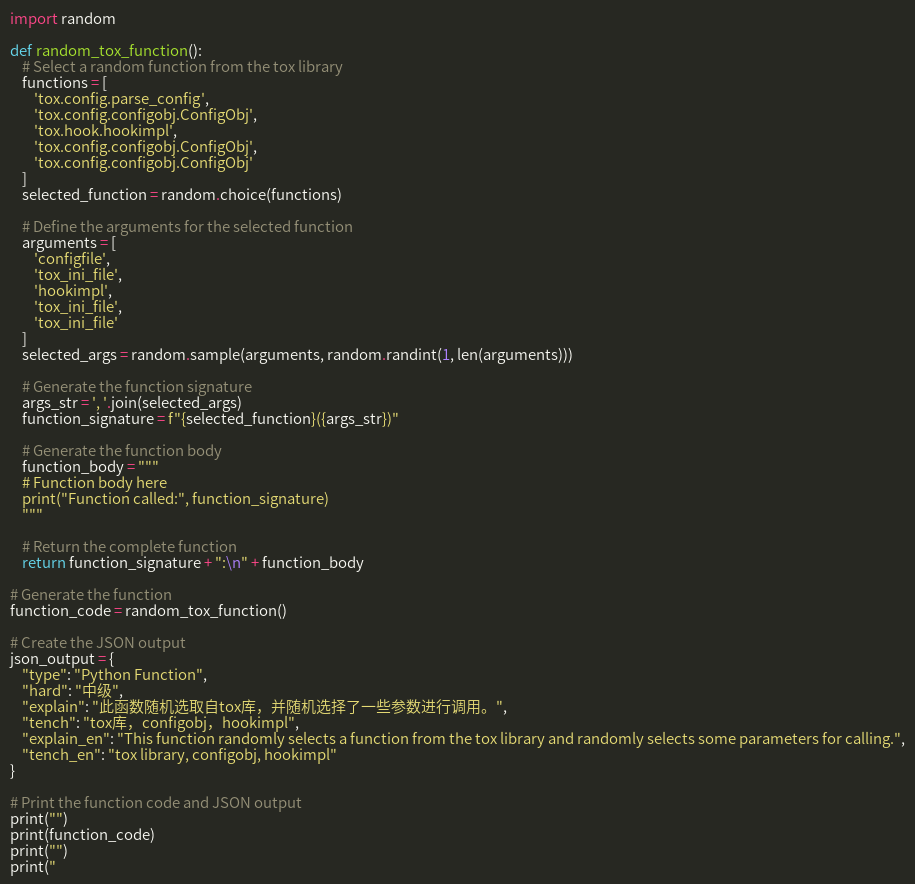 import random

def random_tox_function():
    # Select a random function from the tox library
    functions = [
        'tox.config.parse_config',
        'tox.config.configobj.ConfigObj',
        'tox.hook.hookimpl',
        'tox.config.configobj.ConfigObj',
        'tox.config.configobj.ConfigObj'
    ]
    selected_function = random.choice(functions)

    # Define the arguments for the selected function
    arguments = [
        'configfile',
        'tox_ini_file',
        'hookimpl',
        'tox_ini_file',
        'tox_ini_file'
    ]
    selected_args = random.sample(arguments, random.randint(1, len(arguments)))

    # Generate the function signature
    args_str = ', '.join(selected_args)
    function_signature = f"{selected_function}({args_str})"

    # Generate the function body
    function_body = """
    # Function body here
    print("Function called:", function_signature)
    """

    # Return the complete function
    return function_signature + ":\n" + function_body

# Generate the function
function_code = random_tox_function()

# Create the JSON output
json_output = {
    "type": "Python Function",
    "hard": "中级",
    "explain": "此函数随机选取自tox库，并随机选择了一些参数进行调用。",
    "tench": "tox库，configobj，hookimpl",
    "explain_en": "This function randomly selects a function from the tox library and randomly selects some parameters for calling.",
    "tench_en": "tox library, configobj, hookimpl"
}

# Print the function code and JSON output
print("")
print(function_code)
print("")
print("